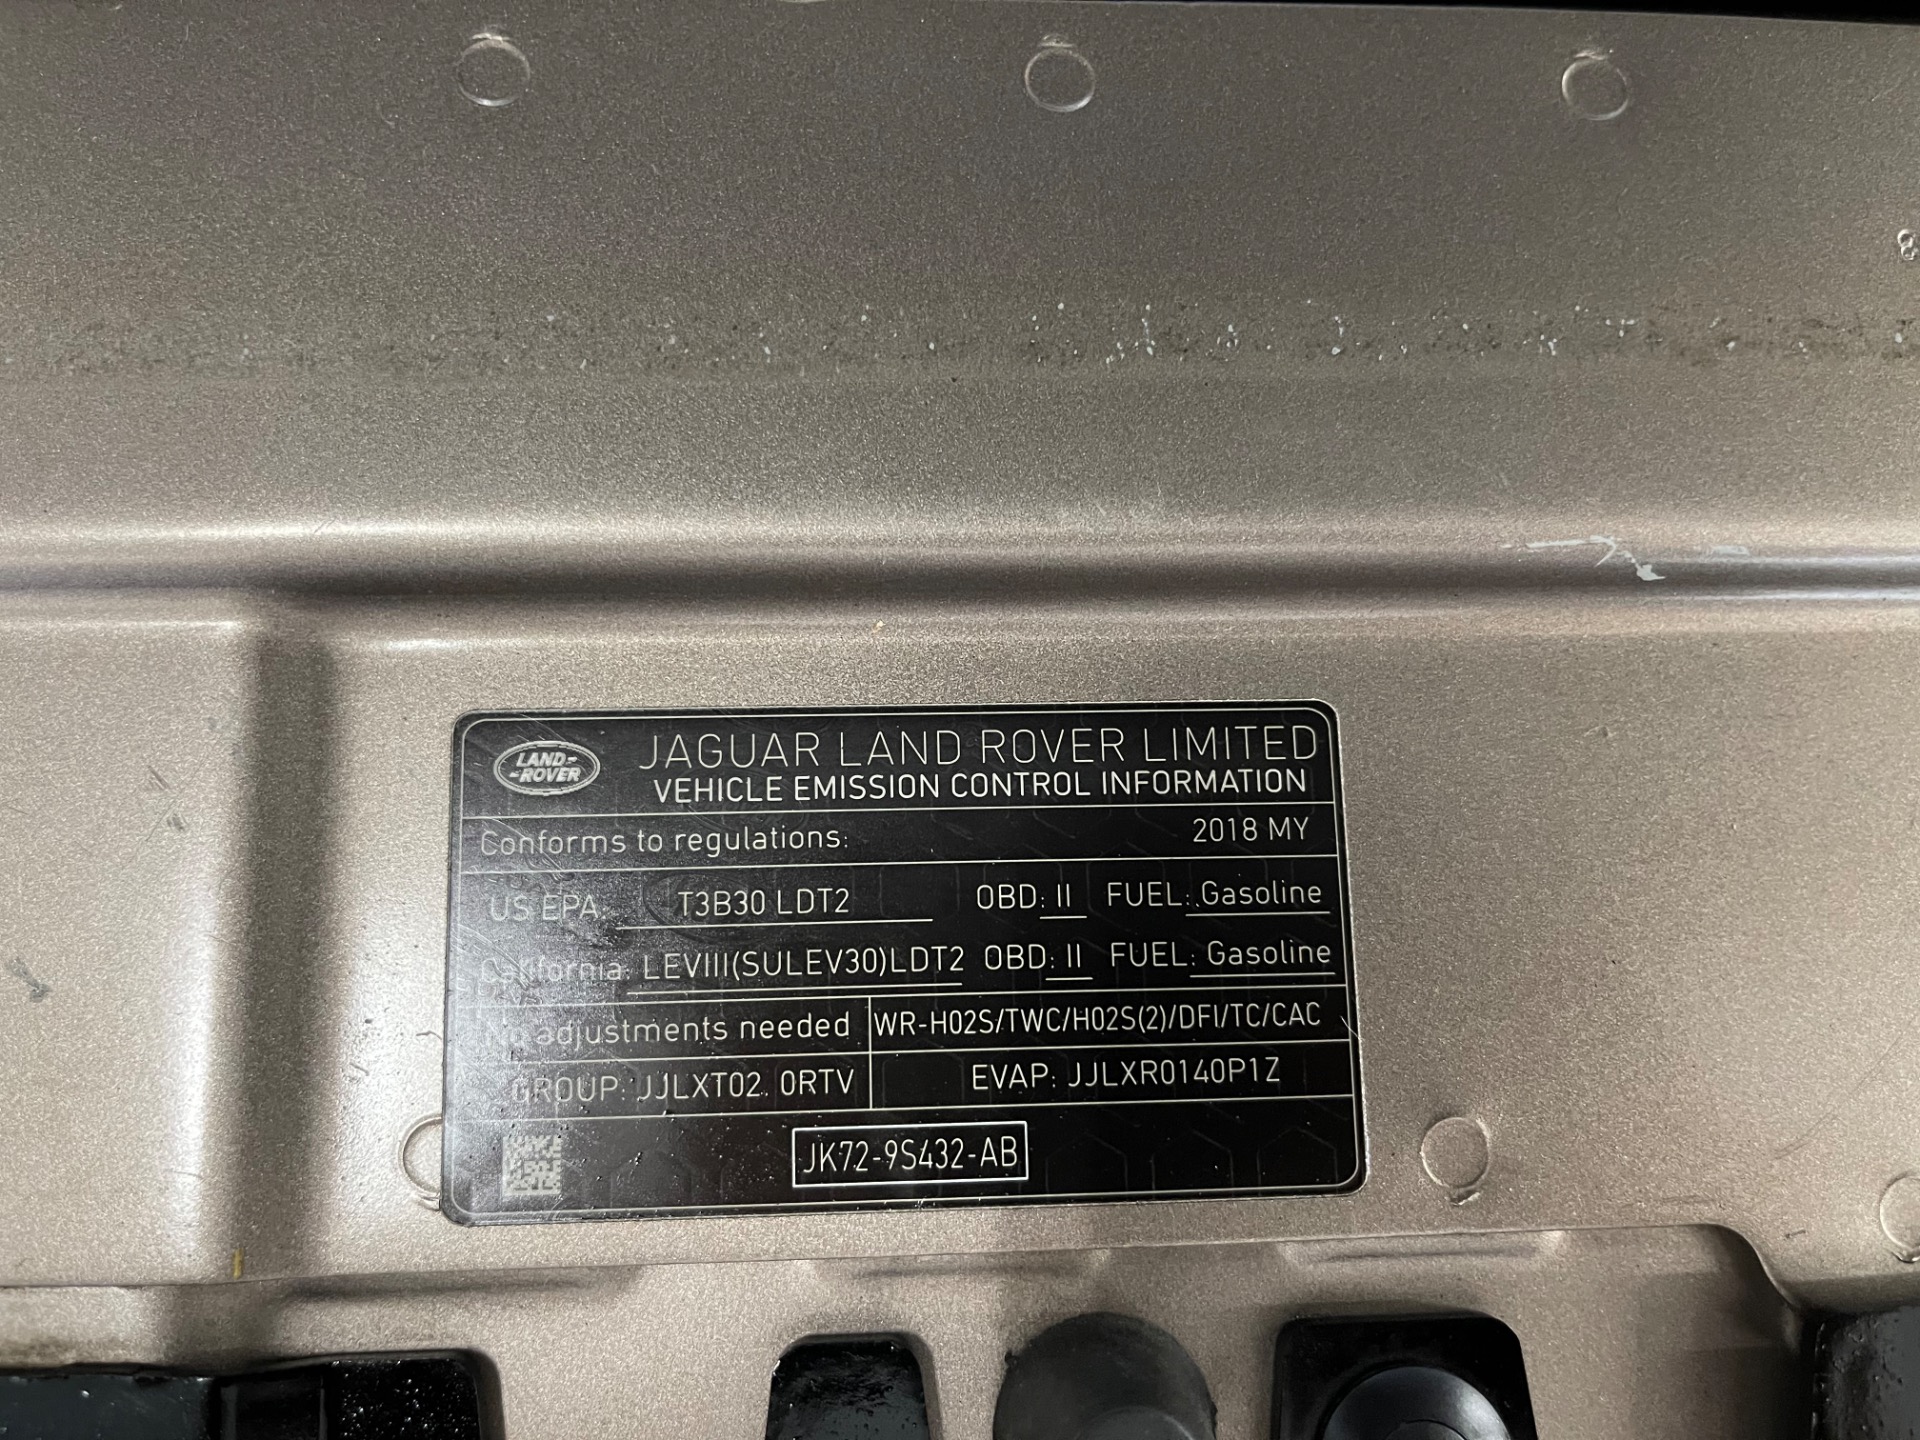 LAND-
-ROVER
JAGUAR LAND ROVER LIMITED
VEHICLE EMISSION CONTROL INFORMATION
Conforms to regulations: 2018 MY
US EPA: T3B30 LDT2 OBD: II FUEL: Gasoline
California: LEVIII(SULEV30)LDT2 OBD: II FUEL: Gasoline
No adjustments needed WR-H02S/TWC/H02S(2)/DFI/TC/CAC
GROUP: JJLXT02. 0RTV EVAP: JJLXR0140P1Z
JK72-9S432-AB